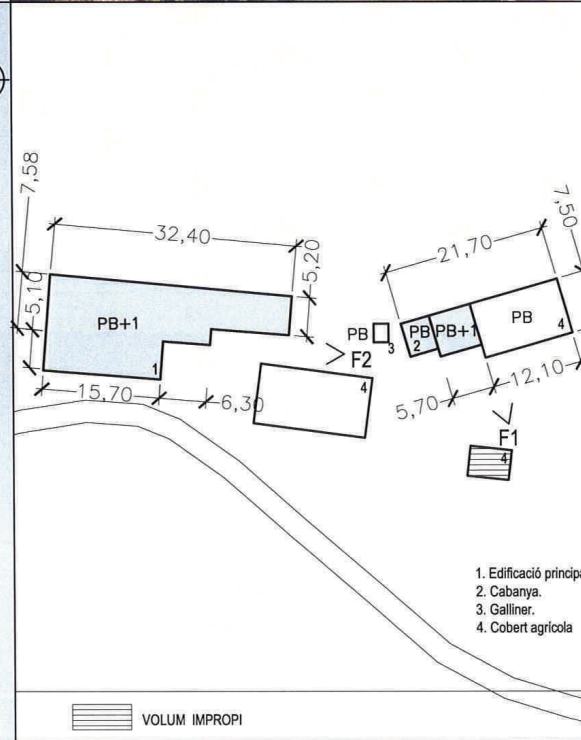 7,58
5,10
32,40
5,20
PB+1
1
15,70
6,30
PB
3
F2
4
21,70
7,50
PB
2
PB+1
PB
4
5,70
12,10
F1
4
1. Edificació principa
2. Cabanya.
3. Galliner.
4. Cobert agrícola
VOLUM IMPROPI